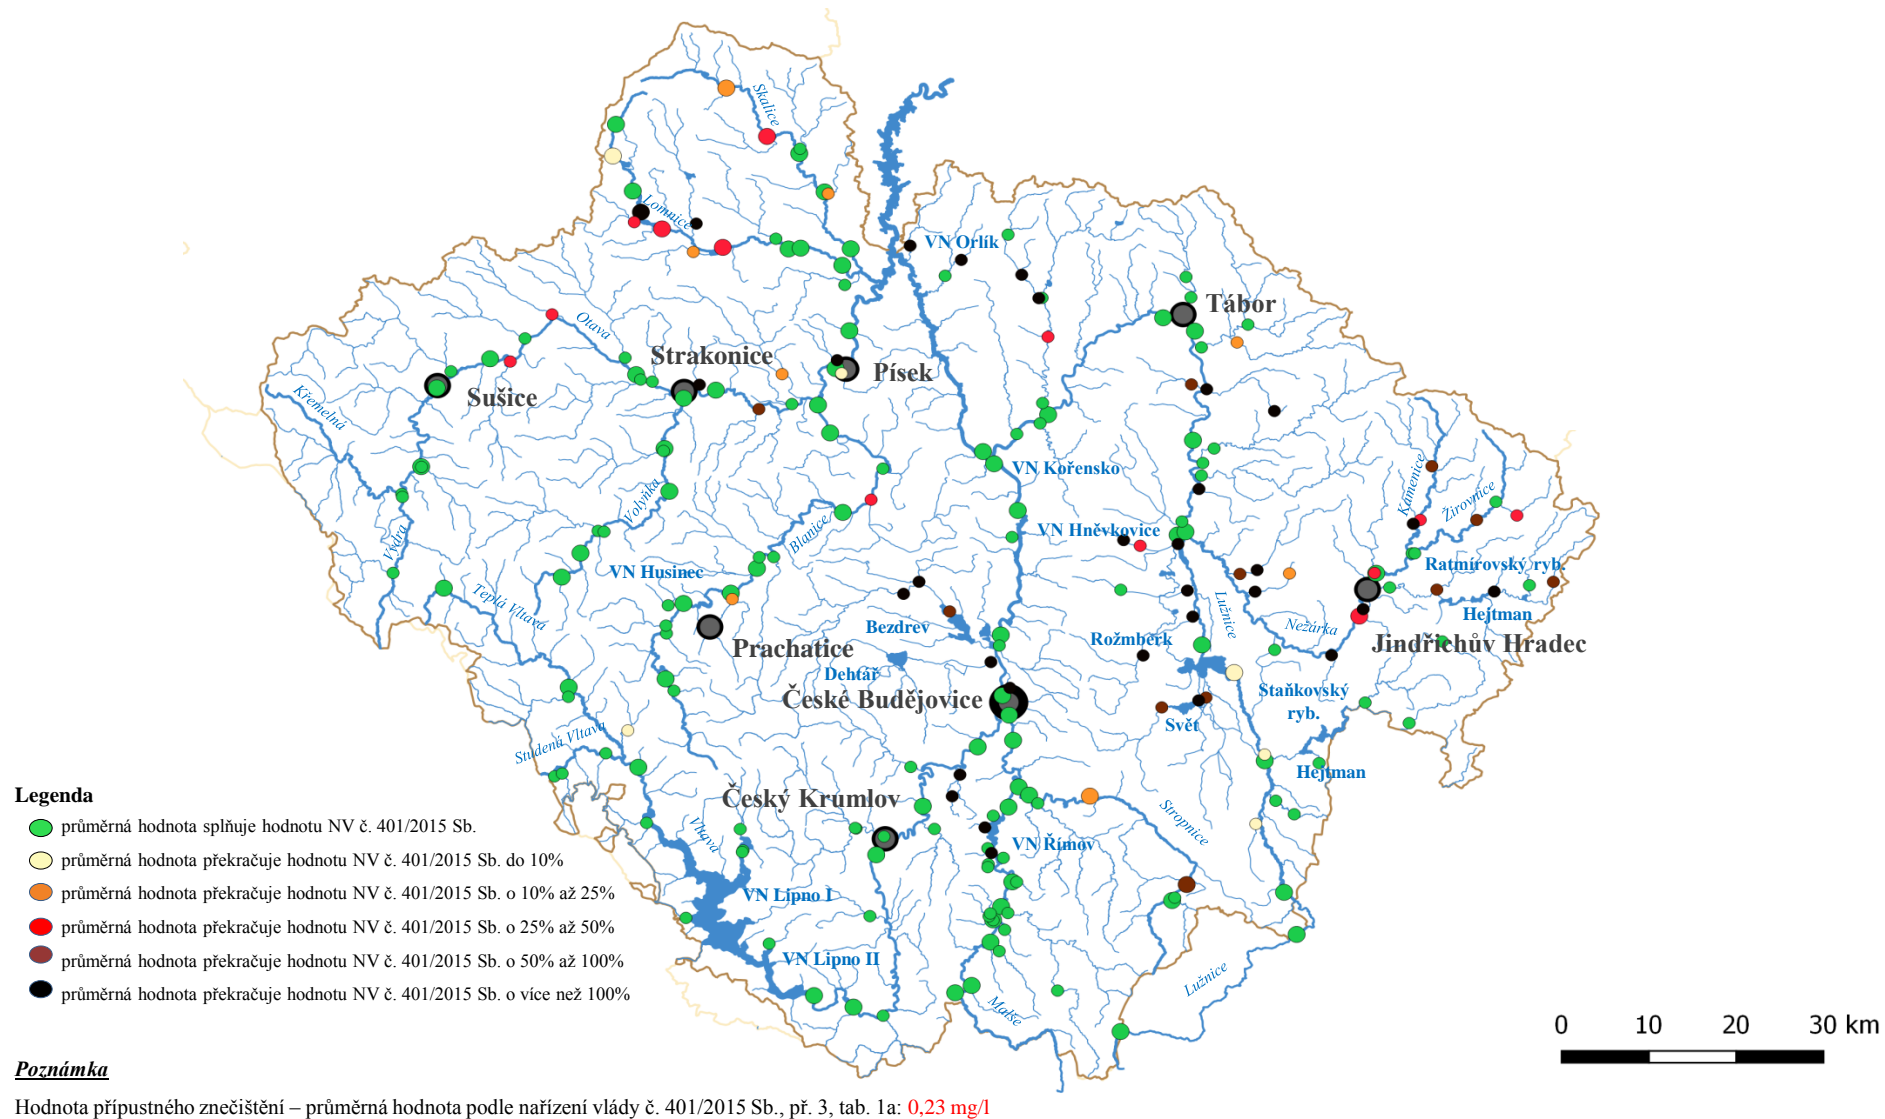 Skalice
Lomnice
VN Orlík
Tábor
Otava
Strakonice
Písek
Sušice
Křemelná
VN Kořensko
Kamenice
Žirovnice
Volyňka
Blanice
VN Hněvkovice
Vydra
VN Husinec
Ratmírovský ryb.
Teplá Vltava
Lužnice
Hejtman
Bezdrev
Nežárka
Rožmberk
Jindřichův Hradec
Prachatice
Dehtář
České Budějovice
Staňkovský
ryb.
Svět
Studená Vltava
Hejtman
Český Krumlov
Stropnice
Vltava
VN Římov
VN Lipno I
VN Lipno II
Lužnice
Malše
Legenda
průměrná hodnota splňuje hodnotu NV č. 401/2015 Sb.
průměrná hodnota překračuje hodnotu NV č. 401/2015 Sb. do 10%
průměrná hodnota překračuje hodnotu NV č. 401/2015 Sb. o 10% až 25%
průměrná hodnota překračuje hodnotu NV č. 401/2015 Sb. o 25% až 50%
průměrná hodnota překračuje hodnotu NV č. 401/2015 Sb. o 50% až 100%
průměrná hodnota překračuje hodnotu NV č. 401/2015 Sb. o více než 100%
0 10 20 30 km
Poznámka
Hodnota přípustného znečištění – průměrná hodnota podle nařízení vlády č. 401/2015 Sb., př. 3, tab. 1a: 0,23 mg/l